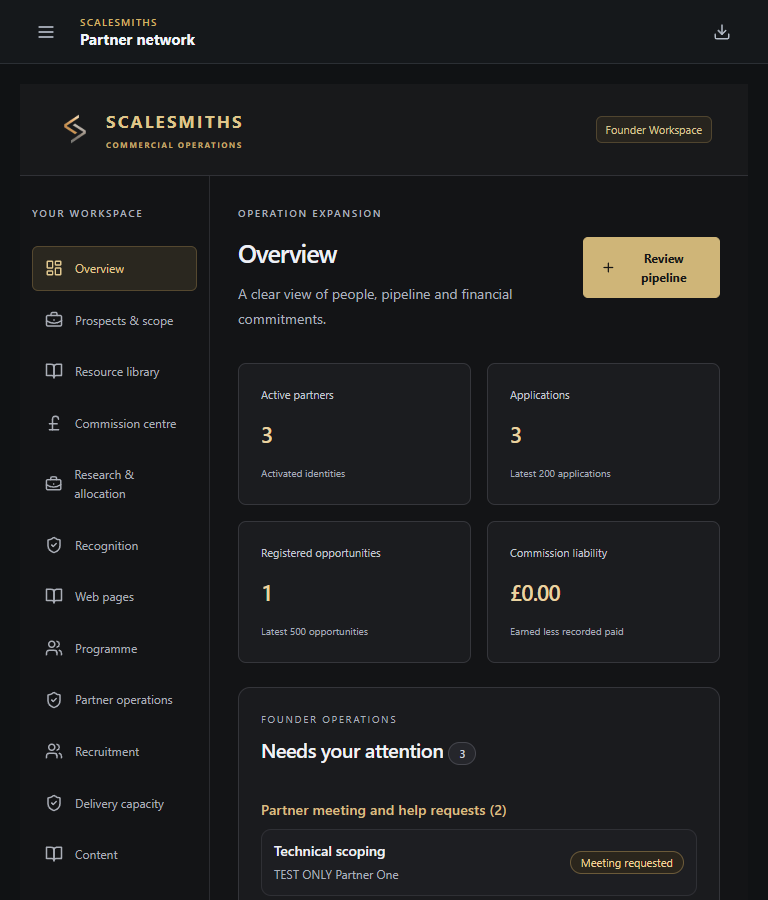 SCALESMITHS
Partner network
SCALESMITHS
COMMERCIAL OPERATIONS
Founder Workspace
YOUR WORKSPACE
Overview
Prospects & scope
Resource library
Commission centre
Research &
allocation
Recognition
Web pages
Programme
Partner operations
Recruitment
Delivery capacity
Content
OPERATION EXPANSION
Overview
A clear view of people, pipeline and financial
commitments.
Review
pipeline
Active partners
3
Activated identities
Applications
3
Latest 200 applications
Registered opportunities
1
Latest 500 opportunities
Commission liability
£0.00
Earned less recorded paid
FOUNDER OPERATIONS
Needs your attention 3
Partner meeting and help requests (2)
Technical scoping
TEST ONLY Partner One
Meeting requested